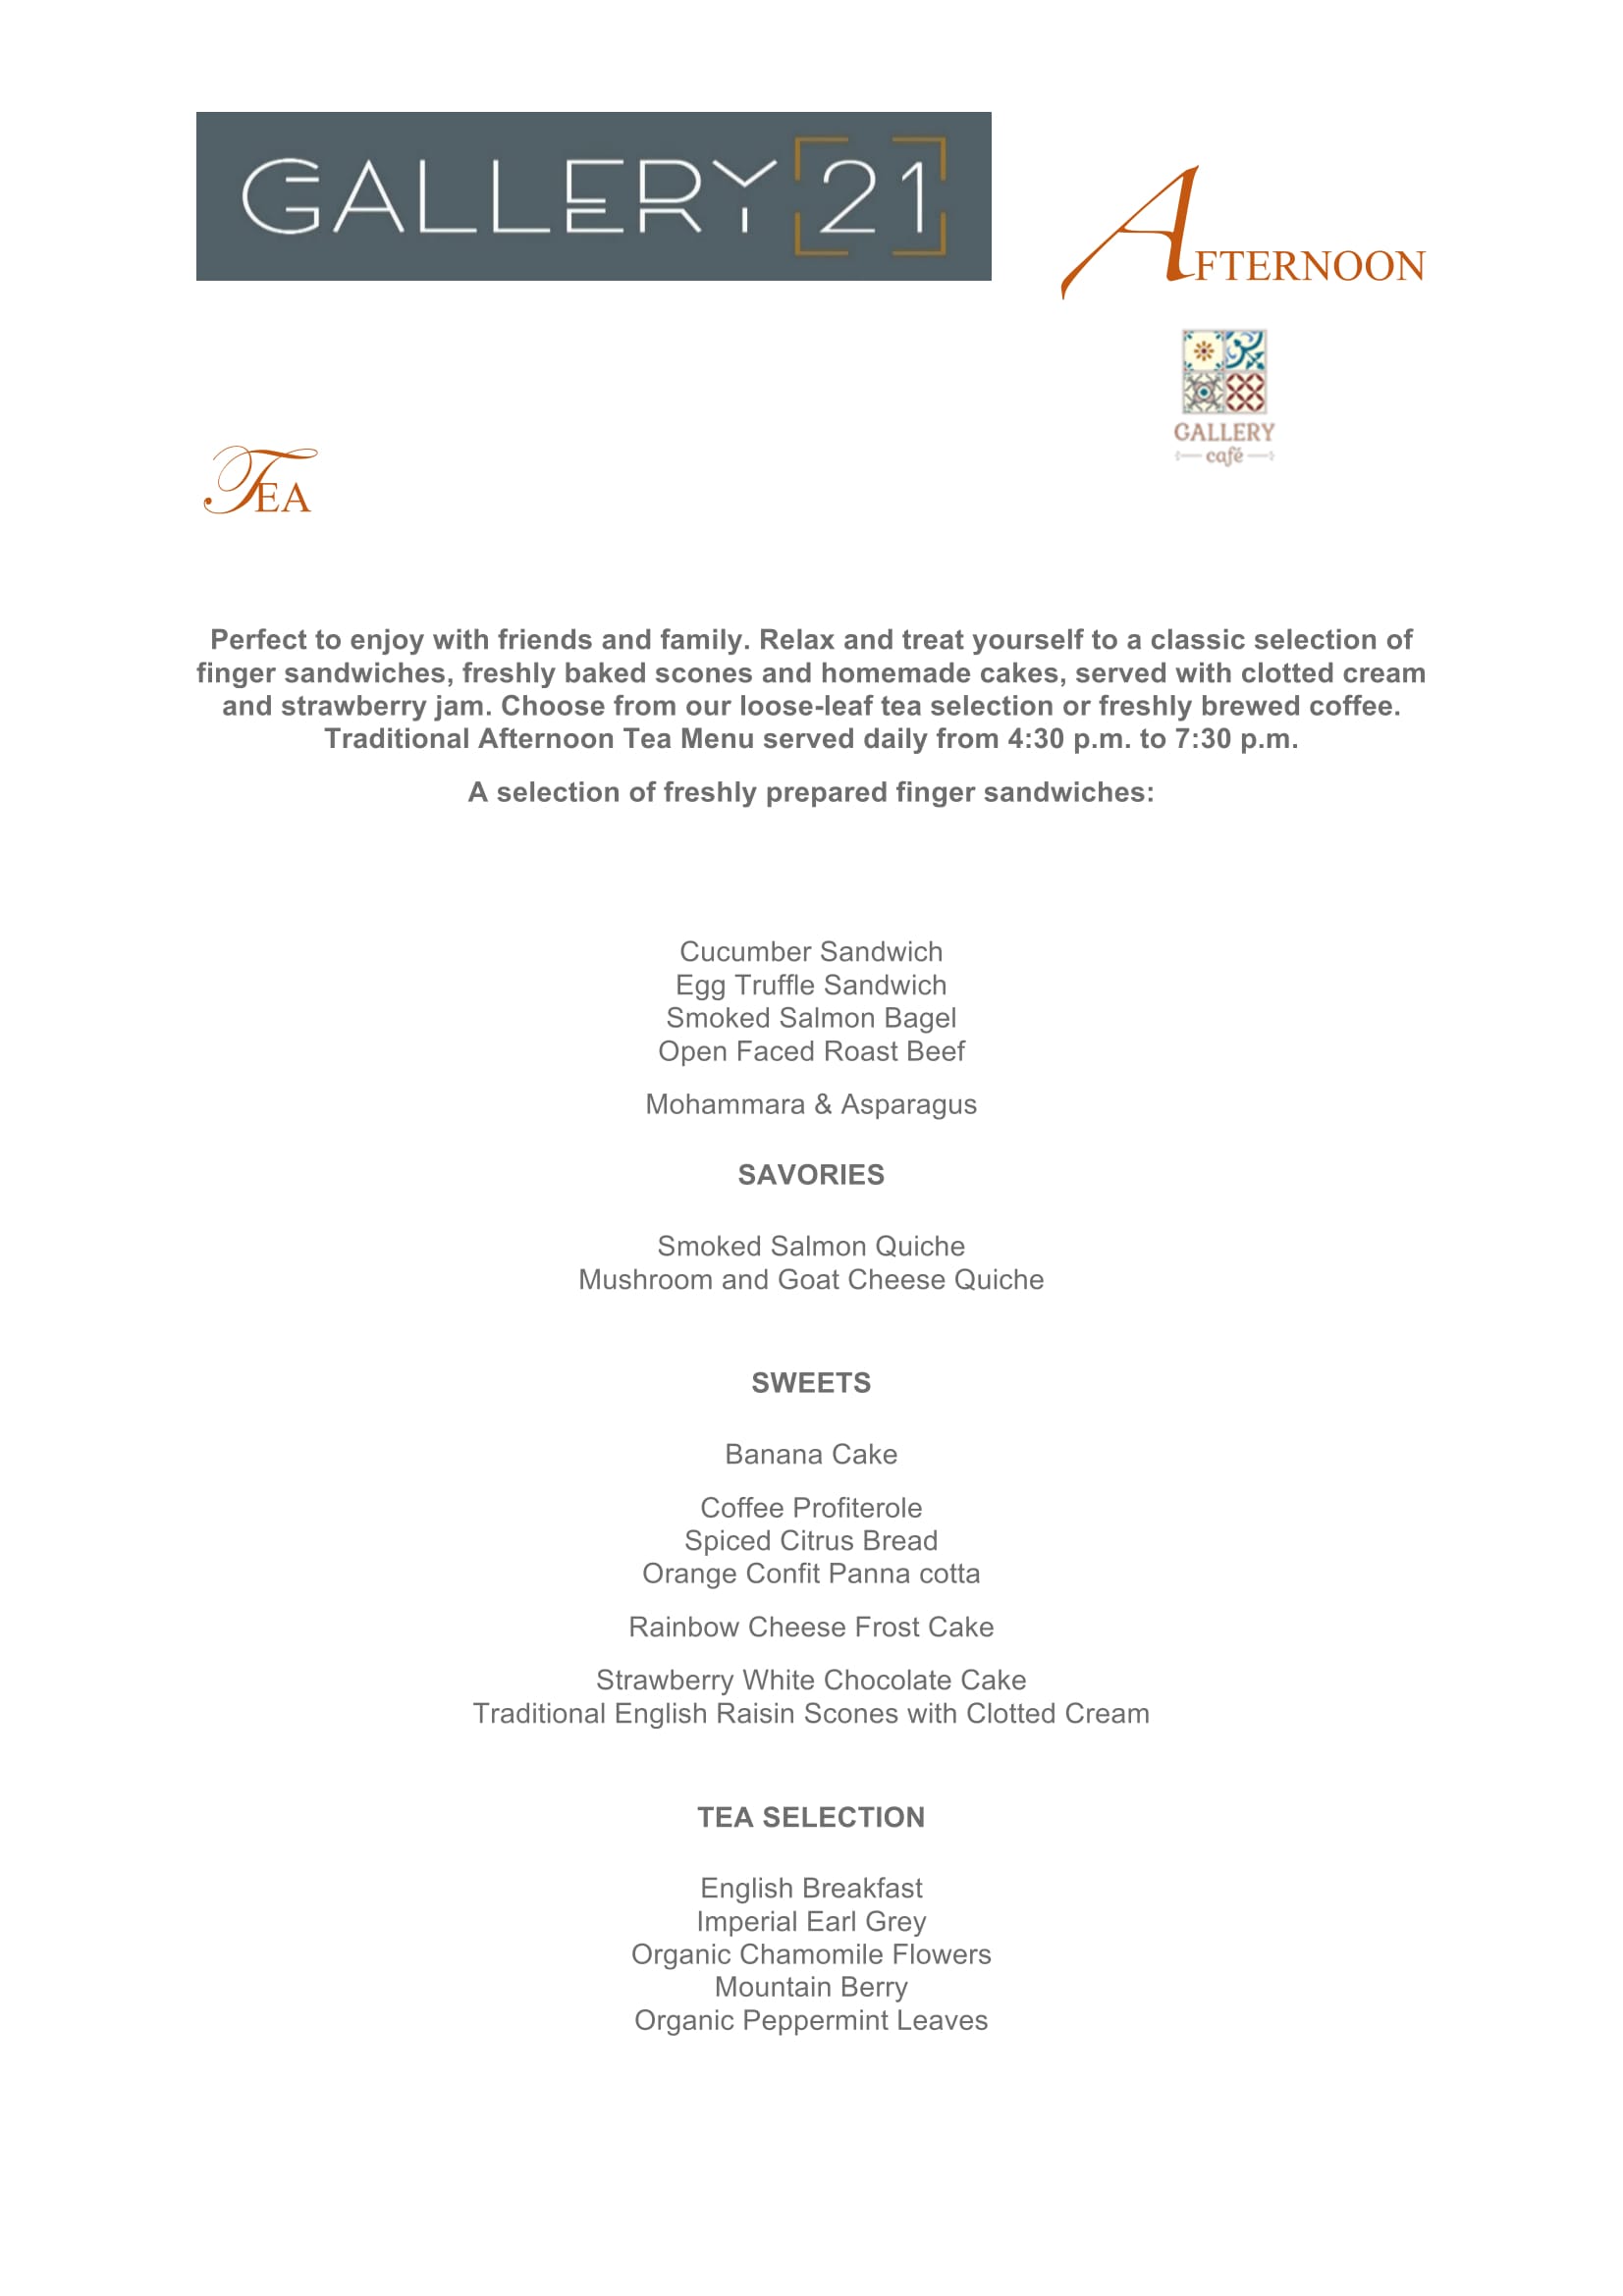 GALLERY 21
AFTERNOON
GALLERY
café
TEA
Perfect to enjoy with friends and family. Relax and treat yourself to a classic selection of
finger sandwiches, freshly baked scones and homemade cakes, served with clotted cream
and strawberry jam. Choose from our loose-leaf tea selection or freshly brewed coffee.
Traditional Afternoon Tea Menu served daily from 4:30 p.m. to 7:30 p.m.
A selection of freshly prepared finger sandwiches:
Cucumber Sandwich
Egg Truffle Sandwich
Smoked Salmon Bagel
Open Faced Roast Beef
Mohammara & Asparagus
SAVORIES
Smoked Salmon Quiche
Mushroom and Goat Cheese Quiche
SWEETS
Banana Cake
Coffee Profiterole
Spiced Citrus Bread
Orange Confit Panna cotta
Rainbow Cheese Frost Cake
Strawberry White Chocolate Cake
Traditional English Raisin Scones with Clotted Cream
TEA SELECTION
English Breakfast
Imperial Earl Grey
Organic Chamomile Flowers
Mountain Berry
Organic Peppermint Leaves